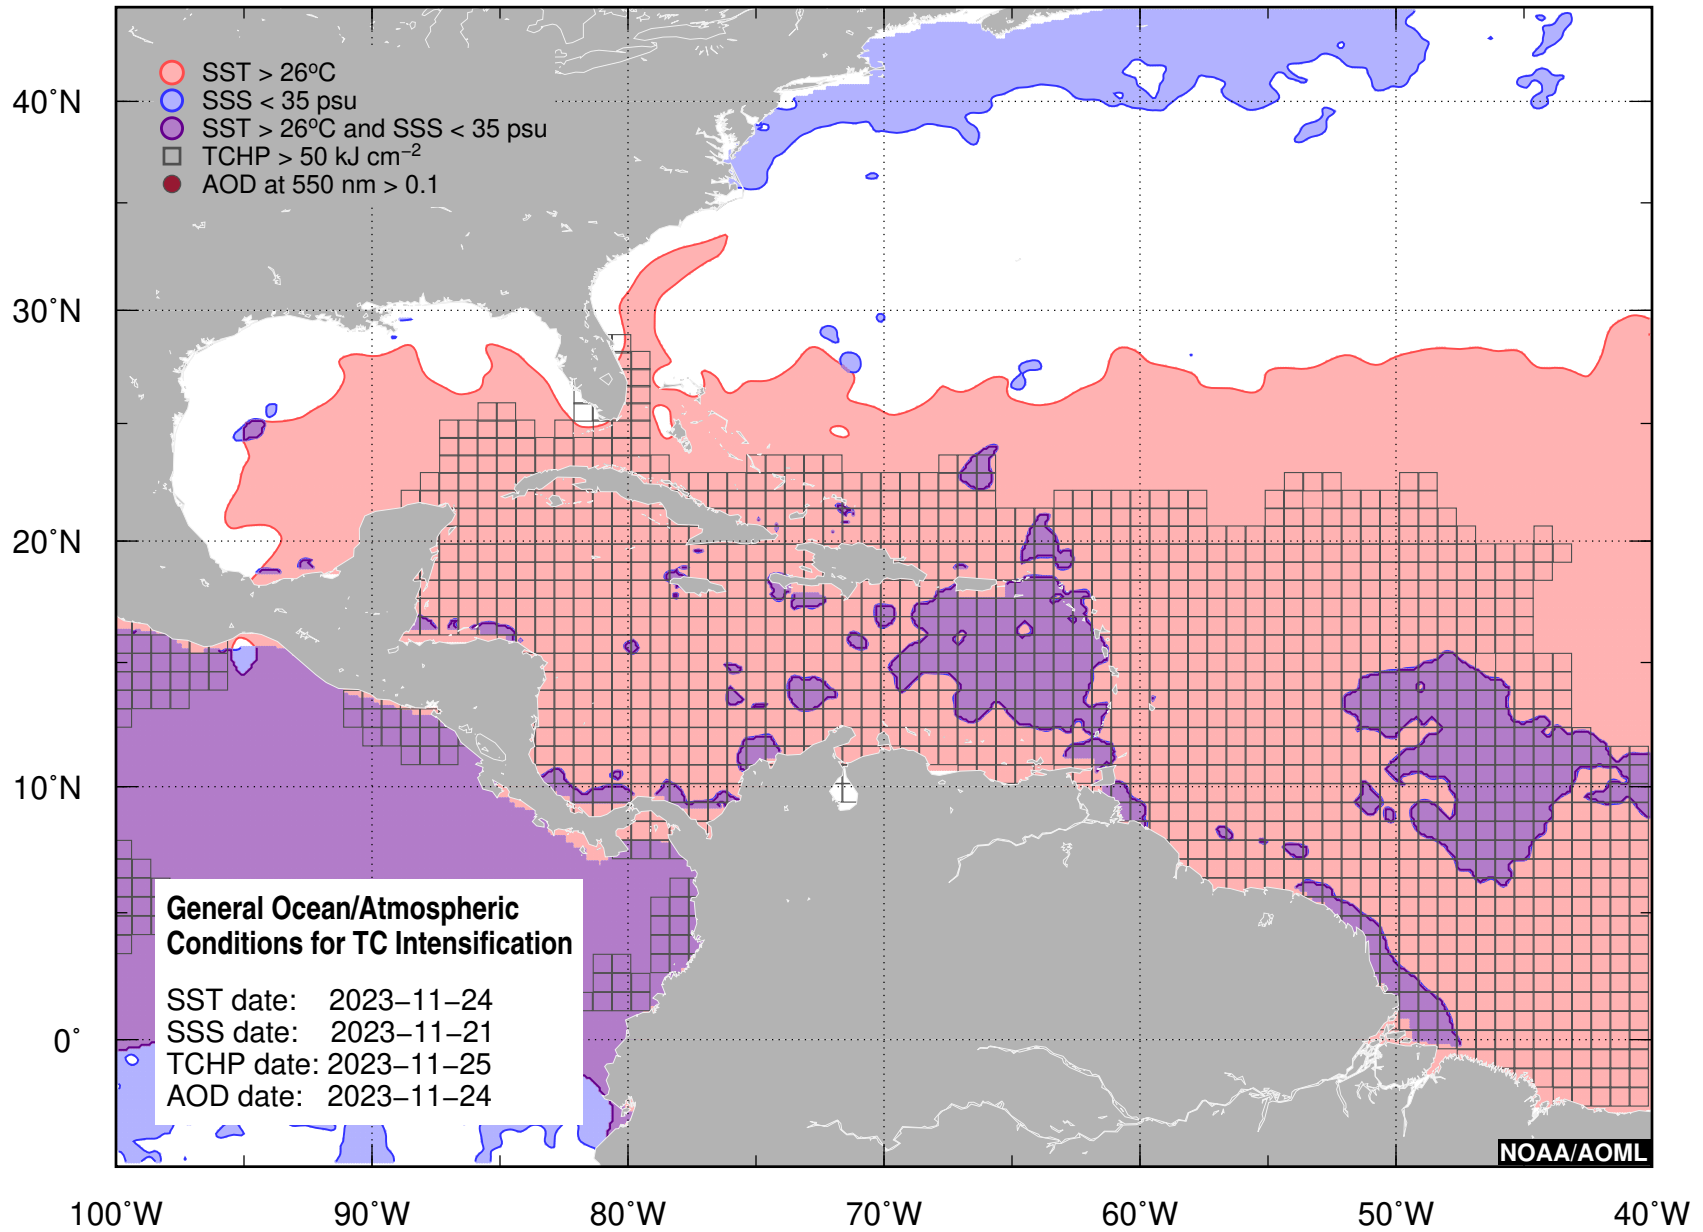 SST > 26°C
SSS < 35 psu
SST > 26°C and SSS < 35 psu
TCHP > 50 kJ cm⁻²
AOD at 550 nm > 0.1
40°N
30°N
20°N
10°N
0°
General Ocean/Atmospheric
Conditions for TC Intensification
SST date: 2023−11−24
SSS date: 2023−11−21
TCHP date: 2023−11−25
AOD date: 2023−11−24
NOAA/AOML
100°W 90°W 80°W 70°W 60°W 50°W 40°W